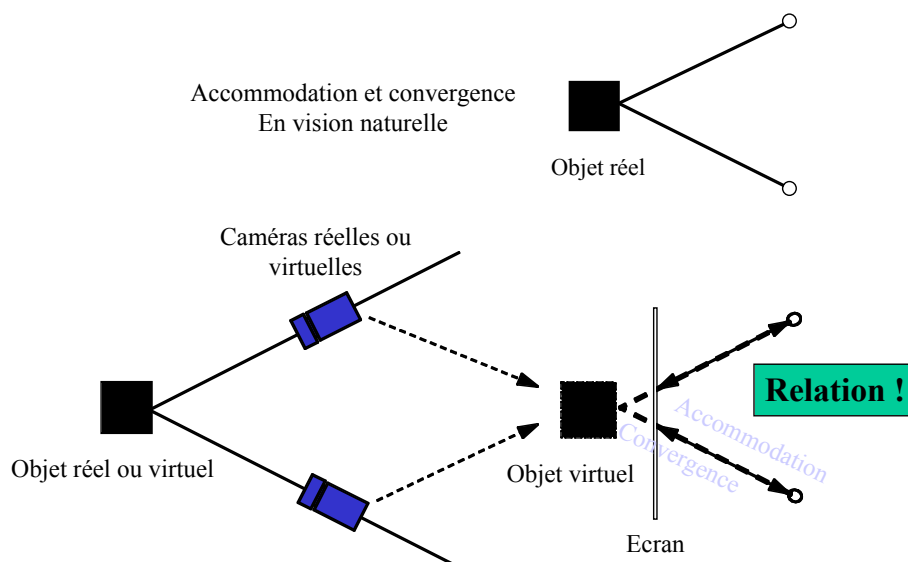 Accommodation et convergence
En vision naturelle
Objet réel
Caméras réelles ou
virtuelles
Relation !
Accommodation
Convergence
Objet réel ou virtuel
Objet virtuel
Ecran